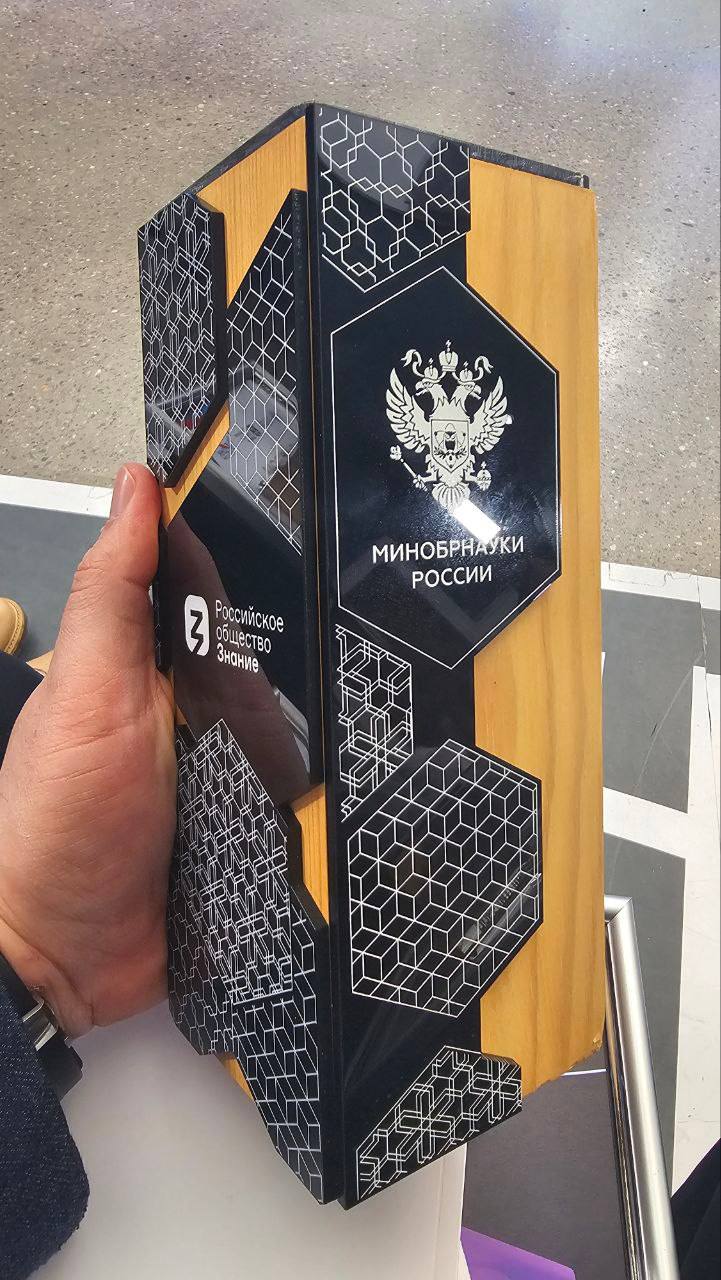 МИНОБРНАУКИ
РОССИИ
Российское
общество
Знание